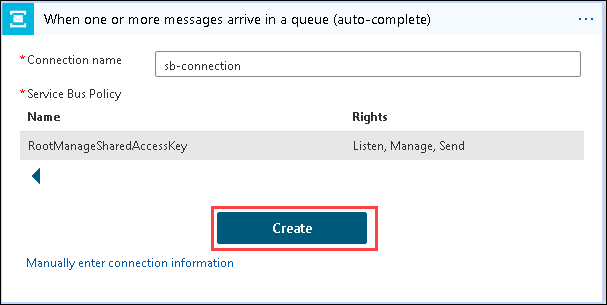 When one or more messages arrive in a queue (auto-complete)
* Connection name
sb-connection
* Service Bus Policy
Name Rights
RootManageSharedAccessKey Listen, Manage, Send
Create
Manually enter connection information